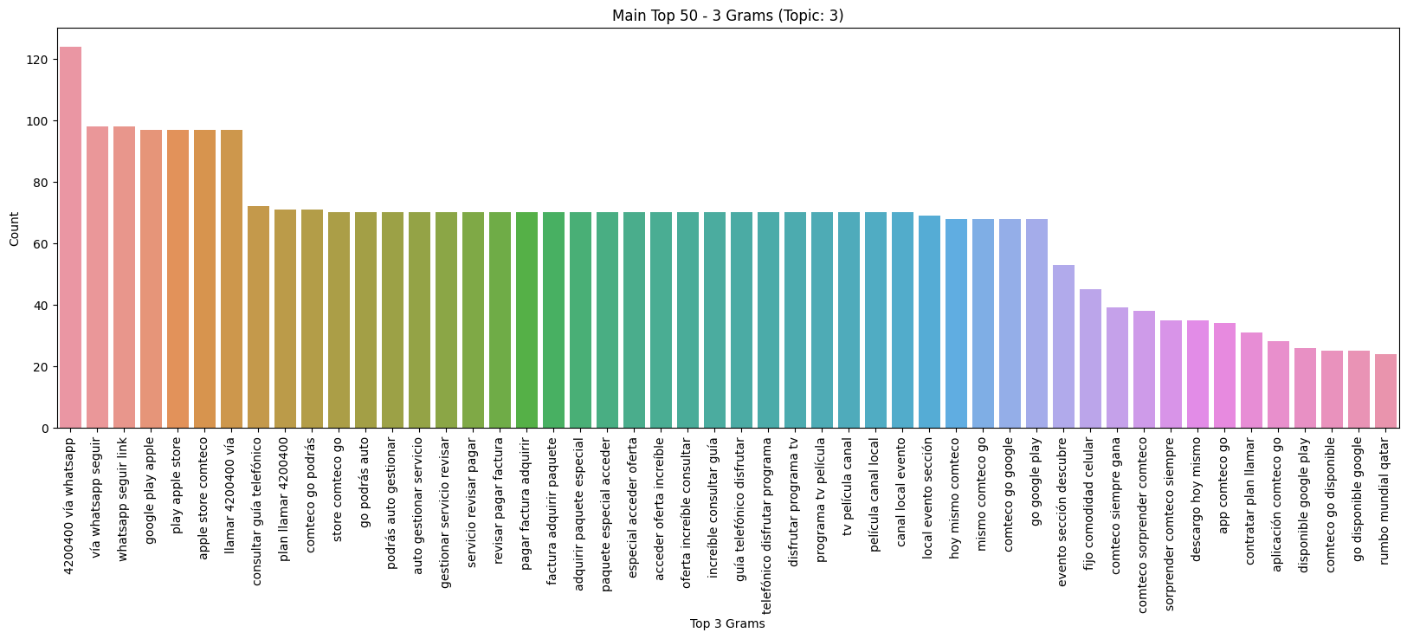 Main Top 50 - 3 Grams (Topic: 3)
Count
120
100
80
60
40
20
0
4200400 vía whatsapp
vía whatsapp seguir
whatsapp seguir link
google play apple
play apple store
apple store comteco
llamar 4200400 vía
consultar guía telefónico
plan llamar 4200400
comteco go podrás
store comteco go
go podrás auto
podrás auto gestionar
auto gestionar servicio
gestionar servicio revisar
servicio revisar pagar
revisar pagar factura
pagar factura adquirir
factura adquirir paquete
adquirir paquete especial
paquete especial acceder
especial acceder oferta
acceder oferta increíble
oferta increíble consultar
increíble consultar guía
guía telefónico disfrutar
telefónico disfrutar programa
disfrutar programa tv
programa tv película
tv película canal
película canal local
canal local evento
local evento sección
hoy mismo comteco
mismo comteco go
comteco go google
go google play
evento sección descubre
fijo comodidad celular
comteco siempre gana
comteco sorprender comteco
sorprender comteco siempre
descargo hoy mismo
app comteco go
contratar plan llamar
aplicación comteco go
disponible google play
comteco go disponible
go disponible google
rumbo mundial qatar
Top 3 Grams